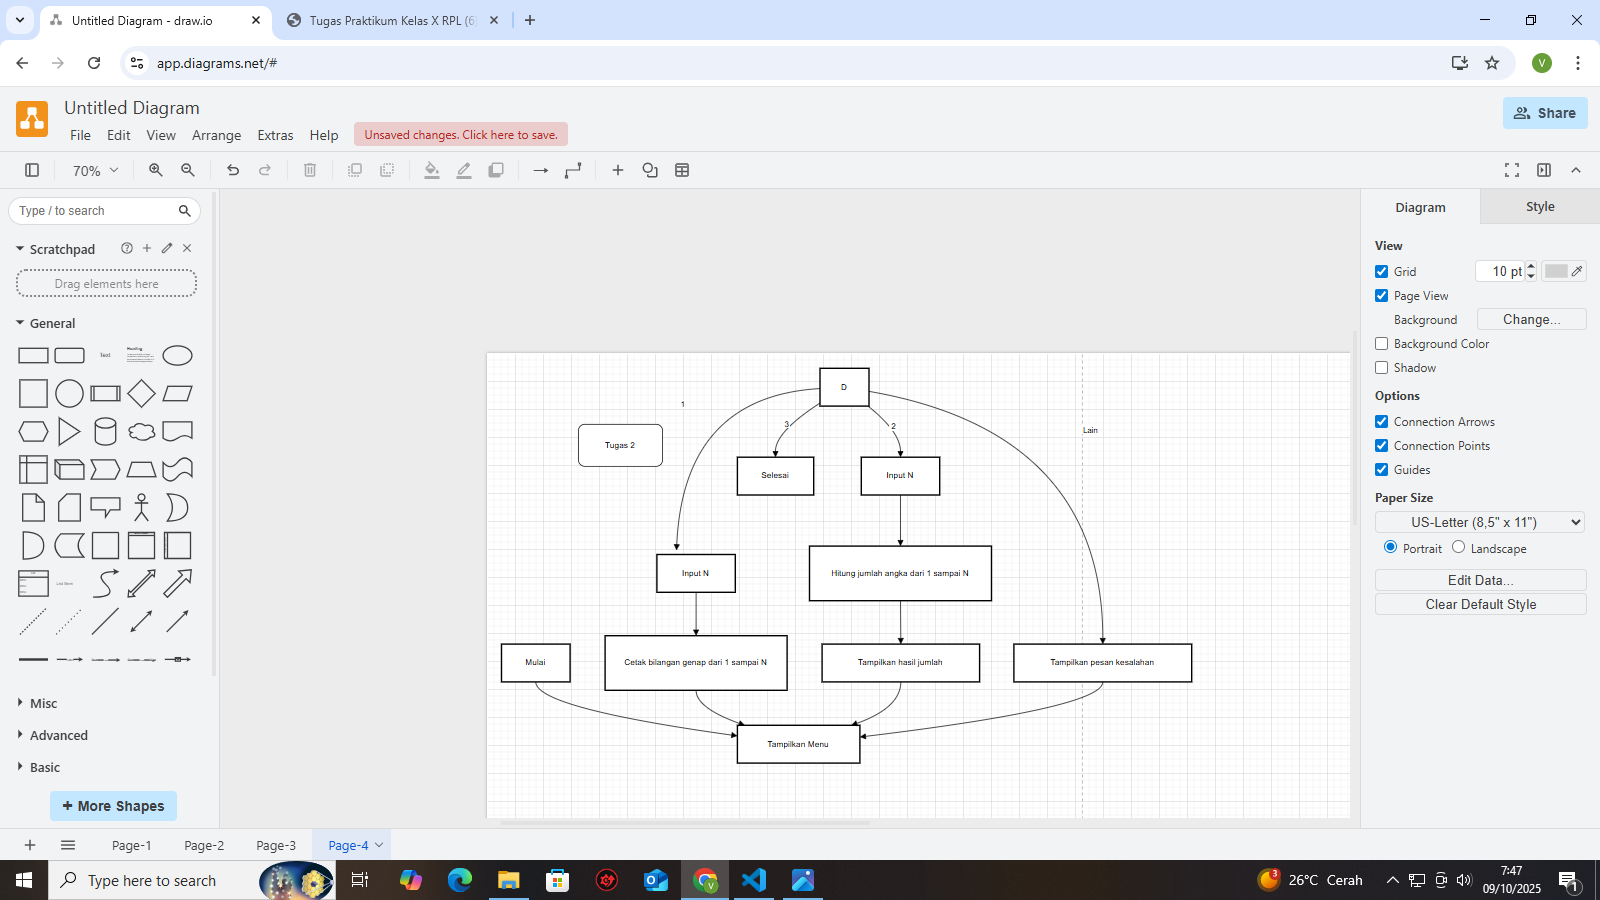 Untitled Diagram - draw.io
Tugas Praktikum Kelas X RPL (6
app.diagrams.net/#
V
Untitled Diagram
File Edit View Arrange Extras Help
Unsaved changes. Click here to save.
Share
70%
Type / to search
Scratchpad
Drag elements here
General
Text
Heading
Misc
Advanced
Basic
+ More Shapes
D
1
3
2
Lain
Tugas 2
Selesai
Input N
Input N
Hitung jumlah angka dari 1 sampai N
Mulai
Cetak bilangan genap dari 1 sampai N
Tampilkan hasil jumlah
Tampilkan pesan kesalahan
Tampilkan Menu
Diagram
Style
View
Grid
10 pt
Page View
Background
Change...
Background Color
Shadow
Options
Connection Arrows
Connection Points
Guides
Paper Size
US-Letter (8,5" x 11")
Portrait
Landscape
Edit Data...
Clear Default Style
Page-1
Page-2
Page-3
Page-4
Type here to search
V
3
26°C Cerah
7:47
09/10/2025
1